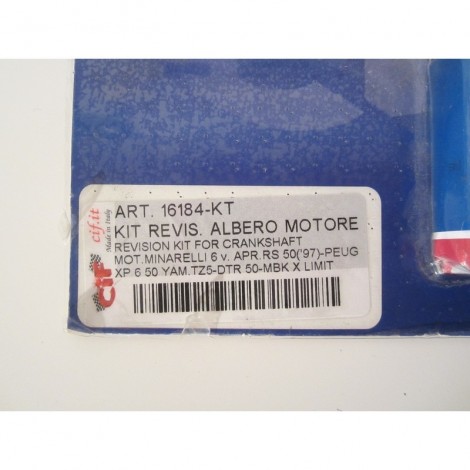 CIF
cif.it
Made in Italy
ART. 16184-KT
KIT REVIS. ALBERO MOTORE
REVISION KIT FOR CRANKSHAFT
MOT.MINARELLI 6 v. APR.RS 50('97)-PEUG
XP 6 50 YAM.TZ5-DTR 50-MBK X LIMIT